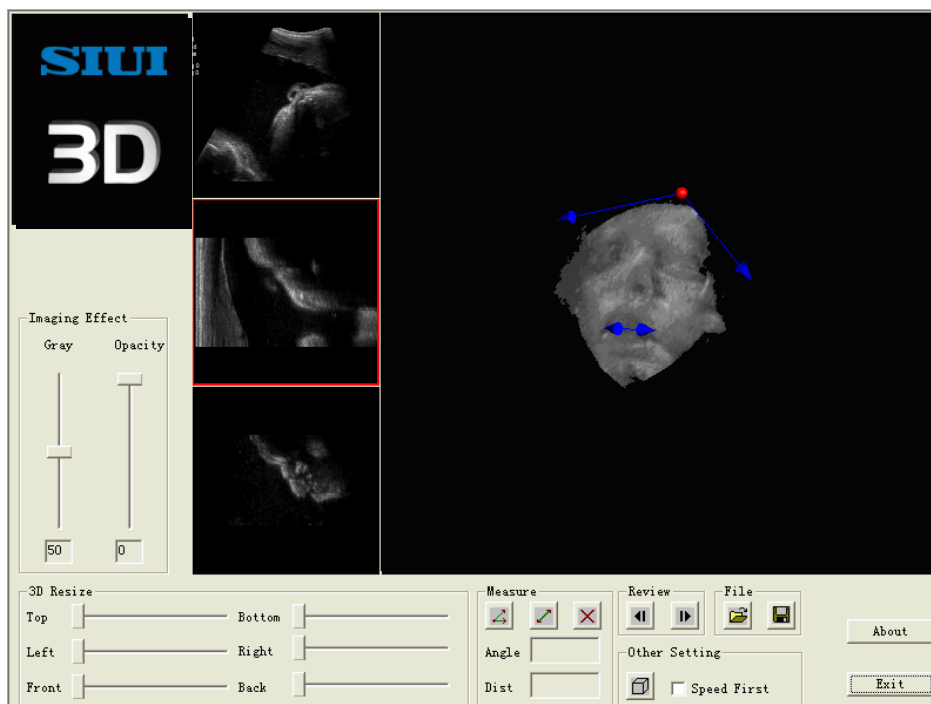 SIUI
3D
Imaging Effect
Gray
Opacity
50
0
3D Resize
Top
Bottom
Left
Right
Front
Back
Measure
Angle
Dist
Review
File
Other Setting
Speed First
About
Exit